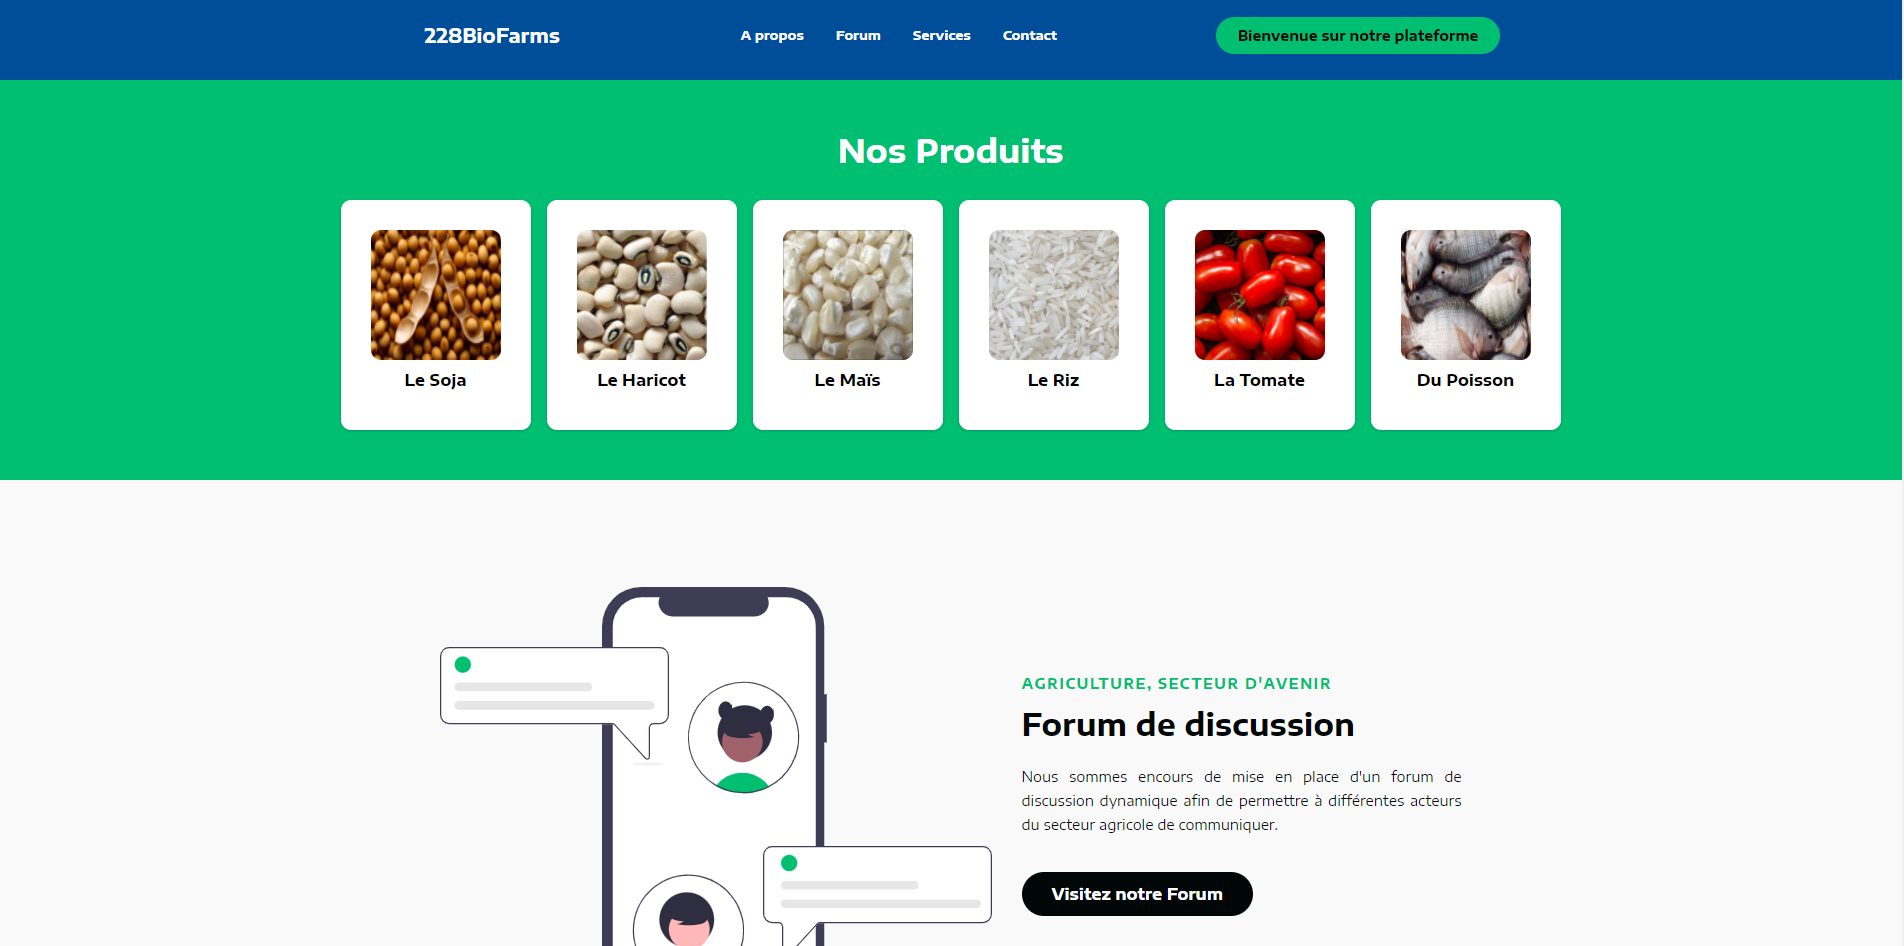 228BioFarms
A propos
Forum
Services
Contact
Bienvenue sur notre plateforme
Nos Produits
Le Soja
Le Haricot
Le Maïs
Le Riz
La Tomate
Du Poisson
AGRICULTURE, SECTEUR D'AVENIR
Forum de discussion
Nous sommes encours de mise en place d'un forum de
discussion dynamique afin de permettre à différentes acteurs
du secteur agricole de communiquer.
Visitez notre Forum